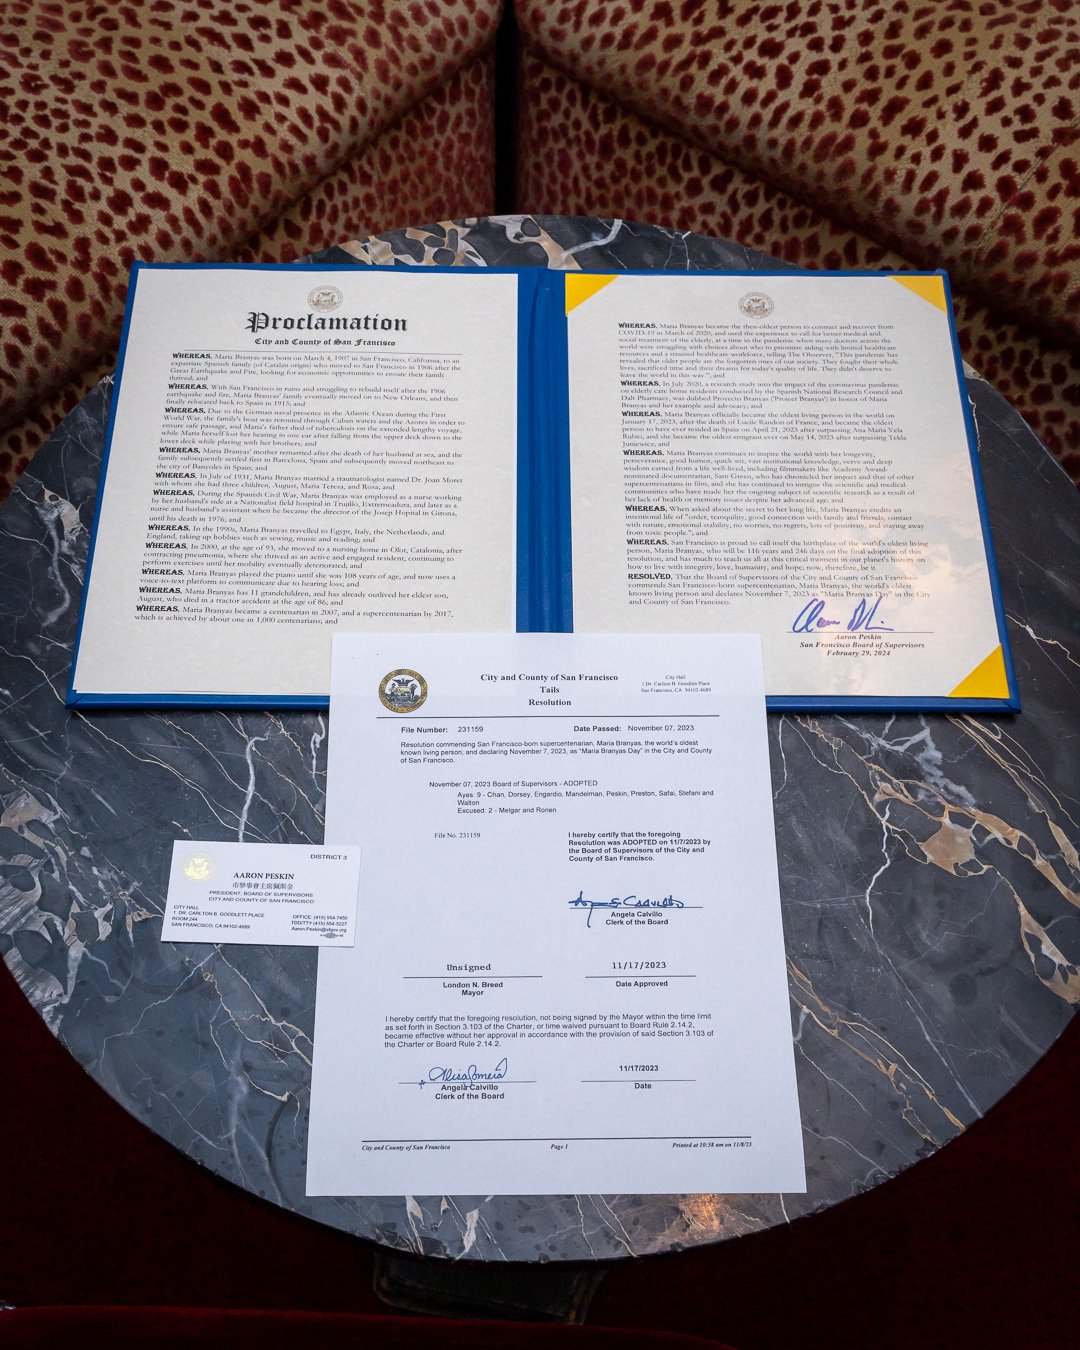 Proclamation
City and County of San Francisco
WHEREAS, Maria Branyas was born on March 4, 1907 in San Francisco, California, to an
expatriate Spanish family (of Catalan origin) who moved to San Francisco in 1906 after the
Great Earthquake and Fire, looking for economic opportunities to ensure their family
thrived; and
WHEREAS, With San Francisco in ruins and struggling to rebuild itself after the 1906
earthquake and fire, Maria Branyas' family eventually moved on to New Orleans, and then
finally relocated back to Spain in 1915; and
WHEREAS, Due to the German naval presence in the Atlantic Ocean during the First
World War, the family's boat was rerouted through Cuban waters and the Azores in order to
ensure safe passage, and Maria's father died of tuberculosis on the extended lengthy voyage,
while Maria herself lost her hearing in one ear after falling from the upper deck down to the
lower deck while playing with her brothers; and
WHEREAS, Maria Branyas' mother remarried after the death of her husband at sea, and the
family subsequently settled first in Barcelona, Spain and subsequently moved northeast to
the city of Banyoles in Spain; and
WHEREAS, In July of 1931, Maria Branyas married a traumatologist named Dr. Joan Moret
with whom she had three children, August, Maria Teresa, and Rosa; and
WHEREAS, During the Spanish Civil War, Maria Branyas was employed as a nurse working
by her husband's side at a Nationalist field hospital in Trujillo, Extremadura, and later as a
nurse and husband's assistant when he became the director of the Josep Hopital in Girona,
until his death in 1976; and
WHEREAS, In the 1990s, Maria Branyas travelled to Egypt, Italy, the Netherlands, and
England, taking up hobbies such as sewing, music and reading; and
WHEREAS, In 2000, at the age of 93, she moved to a nursing home in Olot, Catalonia, after
contracting pneumonia, where she thrived as an active and engaged resident, continuing to
perform exercises until her mobility eventually deteriorated; and
WHEREAS, Maria Branyas played the piano until she was 108 years of age, and now uses a
voice-to-text platform to communicate due to hearing loss; and
WHEREAS, Maria Branyas has 11 grandchildren, and has already outlived her eldest son,
August, who died in a tractor accident at the age of 86; and
WHEREAS, Maria Branyas became a centenarian in 2007, and a supercentenarian by 2017,
which is achieved by about one in 1,000 centenarians; and
WHEREAS, Maria Branyas became the then-oldest person to contract and recover from
COVID-19 in March of 2020, and used the experience to call for better medical and
social treatment of the elderly, at a time in the pandemic when many doctors across the
world were struggling with choices about who to prioritize aiding with limited healthcare
resources and a strained healthcare workforce, telling The Observer, "This pandemic has
revealed that older people are the forgotten ones of our society. They fought their whole
lives, sacrificed time and their dreams for today's quality of life. They didn't deserve to
leave the world in this way."; and
WHEREAS, In July 2020, a research study into the impact of the coronavirus pandemic
on elderly care home residents conducted by the Spanish National Research Council and
Dalt Pharmacy, was dubbed Proyecto Branyas ('Project Branyas') in honor of Maria
Branyas and her example and advocacy; and
WHEREAS, Maria Branyas officially became the oldest living person in the world on
January 17, 2023, after the death of Lucile Randon of France, and became the oldest
person to have ever resided in Spain on April 21, 2023 after surpassing Ana Maria Vela
Rubio, and she became the oldest emigrant ever on May 14, 2023 after surpassing Tekla
Juniewicz; and
WHEREAS, Maria Branyas continues to inspire the world with her longevity,
perseverance, good humor, quick wit, vast institutional knowledge, verve and deep
wisdom earned from a life well-lived, including filmmakers like Academy Award-
nominated documentarian, Sam Green, who has chronicled her impact and that of other
supercentenarians in film, and she has continued to intrigue the scientific and medical
communities who have made her the ongoing subject of scientific research as a result of
her lack of health or memory issues despite her advanced age; and
WHEREAS, When asked about the secret to her long life, Maria Branyas credits an
intentional life of "order, tranquility, good connection with family and friends, contact
with nature, emotional stability, no worries, no regrets, lots of positivity, and staying away
from toxic people."; and
WHEREAS, San Francisco is proud to call itself the birthplace of the world's oldest living
person, Maria Branyas, who will be 116 years and 246 days on the final adoption of this
resolution, and has much to teach us all at this critical moment in our planet's history on
how to live with integrity, love, humanity, and hope; now, therefore, be it
RESOLVED, That the Board of Supervisors of the City and County of San Francisco
commends San Francisco-born supercentenarian, Maria Branyas, the world's oldest
known living person and declares November 7, 2023 as "Maria Branyas Day" in the City
and County of San Francisco.
Aaron Peskin
San Francisco Board of Supervisors
February 29, 2024
City and County of San Francisco
Tails
Resolution
City Hall
1 Dr. Carlton B. Goodlett Place
San Francisco, CA 94102-4689
File Number: 231159 Date Passed: November 07, 2023
Resolution commending San Francisco-born supercentenarian, Maria Branyas, the world's oldest
known living person; and declaring November 7, 2023, as "Maria Branyas Day" in the City and County
of San Francisco.
November 07, 2023 Board of Supervisors - ADOPTED
Ayes: 9 - Chan, Dorsey, Engardio, Mandelman, Peskin, Preston, Safai, Stefani and
Walton
Excused: 2 - Melgar and Ronen
File No. 231159
I hereby certify that the foregoing
Resolution was ADOPTED on 11/7/2023 by
the Board of Supervisors of the City and
County of San Francisco.
Angela Calvillo
Clerk of the Board
Unsigned
London N. Breed
Mayor
11/17/2023
Date Approved
I hereby certify that the foregoing resolution, not being signed by the Mayor within the time limit
as set forth in Section 3.103 of the Charter, or time waived pursuant to Board Rule 2.14.2,
became effective without her approval in accordance with the provision of said Section 3.103 of
the Charter or Board Rule 2.14.2.
Angela Calvillo
Clerk of the Board
11/17/2023
Date
City and County of San Francisco Page 1 Printed at 10:58 am on 11/8/23
DISTRICT 3
AARON PESKIN
市參事會主席佩斯金
PRESIDENT, BOARD OF SUPERVISORS
CITY AND COUNTY OF SAN FRANCISCO
CITY HALL
1 DR. CARLTON B. GOODLETT PLACE
ROOM 244
SAN FRANCISCO, CA 94102-4689
OFFICE: (415) 554-7450
TDD/TTY (415) 554-5227
Aaron.Peskin@sfgov.org